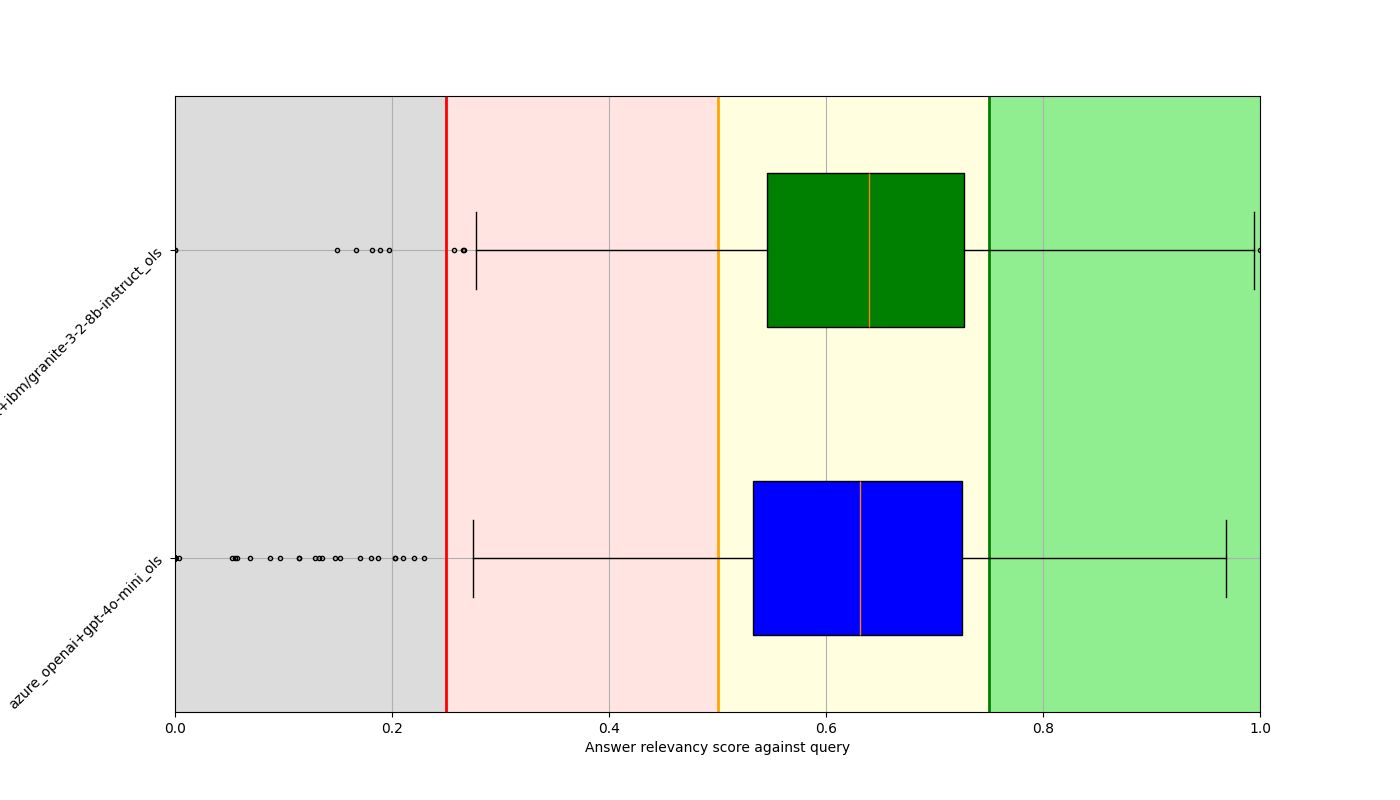 +ibm/granite-3-2-8b-instruct_ols
azure_openai+gpt-4o-mini_ols
0.0 0.2 0.4 0.6 0.8 1.0
Answer relevancy score against query